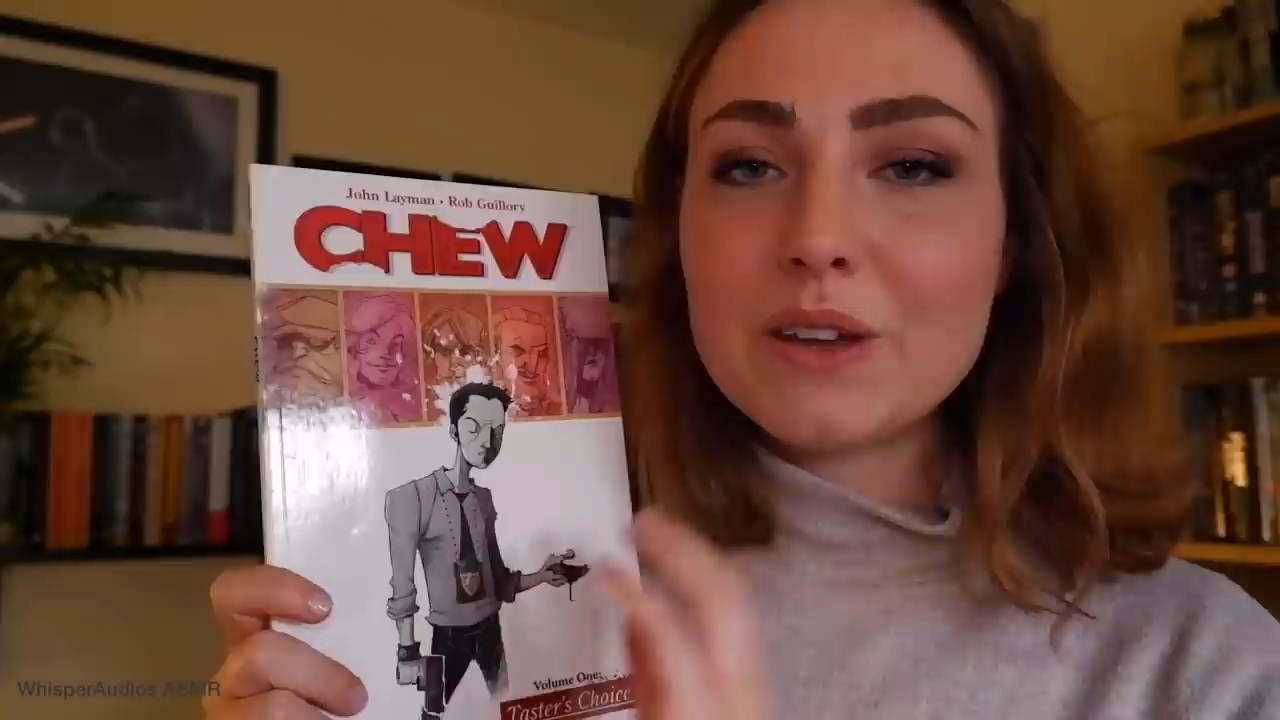 John Layman • Rob Guillory
CHEW
Volume One:
Taster's Choice
WhisperAudios ASMR